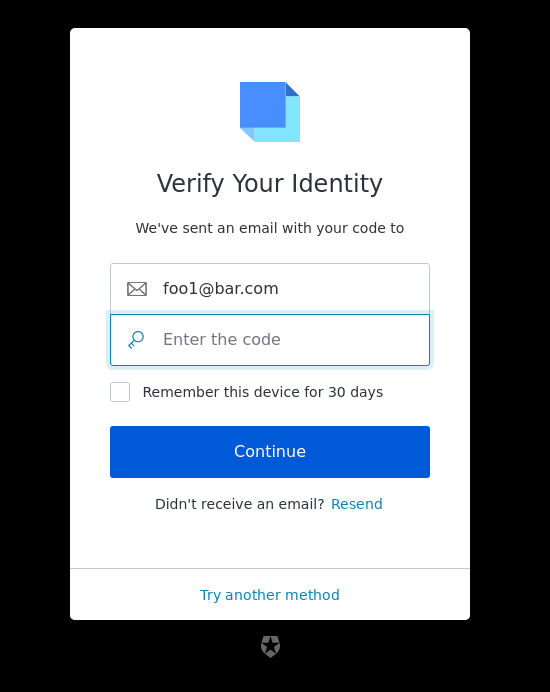 Verify Your Identity
We've sent an email with your code to
foo1@bar.com
Enter the code
Remember this device for 30 days
Continue
Didn't receive an email? Resend
Try another method